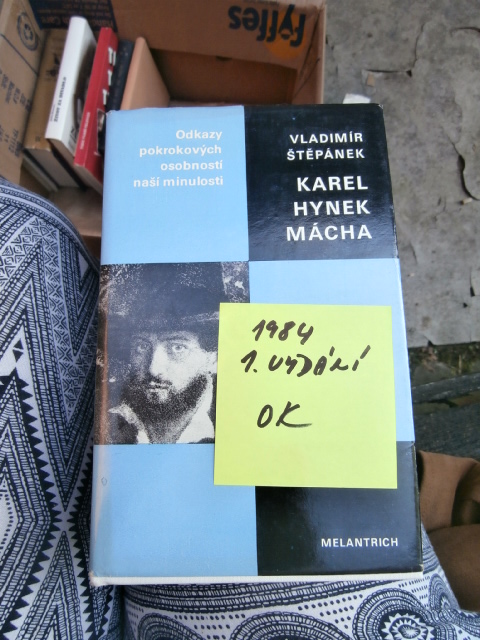 fyffes
Odkazy
pokrokových
osobností
naší minulosti
VLADIMÍR
ŠTĚPÁNEK
KAREL
HYNEK
MÁCHA
1984
1. VYDÁNÍ
OK
MELANTRICH